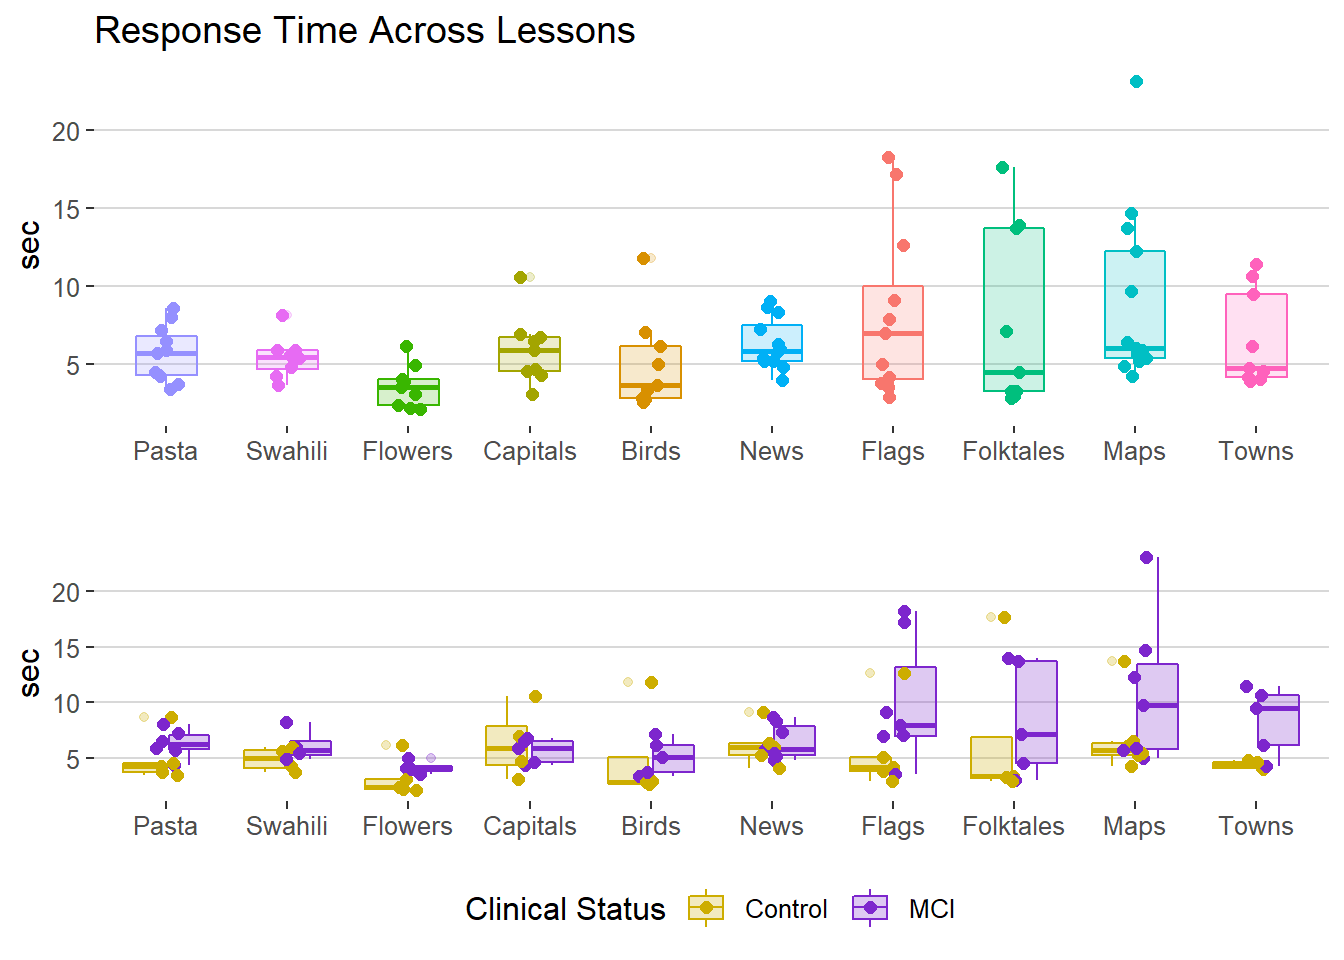 Response Time Across Lessons
sec
20
15
10
5
Pasta Swahili Flowers Capitals Birds News Flags Folktales Maps Towns
sec
20
15
10
5
Pasta Swahili Flowers Capitals Birds News Flags Folktales Maps Towns
Clinical Status Control MCI